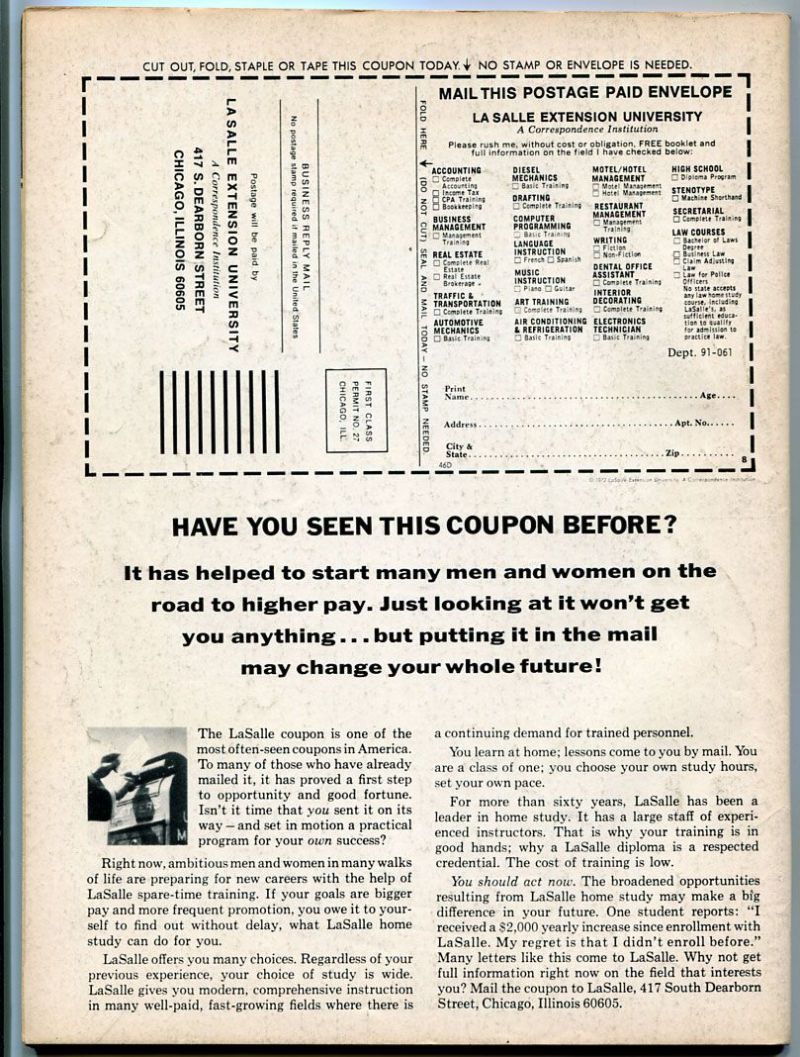 CUT OUT, FOLD, STAPLE OR TAPE THIS COUPON TODAY. ↓ NO STAMP OR ENVELOPE IS NEEDED.
Postage will be paid by
LA SALLE EXTENSION UNIVERSITY
A Correspondence Institution
417 S. DEARBORN STREET
CHICAGO, ILLINOIS 60605
BUSINESS REPLY MAIL
No postage stamp required if mailed in the United States
FIRST CLASS
PERMIT NO. 27
CHICAGO, ILL.
FOLD HERE ↓ (DO NOT CUT) SEAL AND MAIL TODAY – NO STAMP NEEDED.
MAIL THIS POSTAGE PAID ENVELOPE
LA SALLE EXTENSION UNIVERSITY
A Correspondence Institution
Please rush me, without cost or obligation, FREE booklet and
full information on the field I have checked below:
ACCOUNTING
☐ Complete
Accounting
☐ Income Tax
☐ CPA Training
☐ Bookkeeping
BUSINESS
MANAGEMENT
☐ Management
Training
REAL ESTATE
☐ Complete Real
Estate
☐ Real Estate
Brokerage
TRAFFIC &
TRANSPORTATION
☐ Complete Training
AUTOMOTIVE
MECHANICS
☐ Basic Training
DIESEL
MECHANICS
☐ Basic Training
DRAFTING
☐ Complete Training
COMPUTER
PROGRAMMING
☐ Basic Training
LANGUAGE
INSTRUCTION
☐ French ☐ Spanish
MUSIC
INSTRUCTION
☐ Piano ☐ Guitar
ART TRAINING
☐ Complete Training
AIR CONDITIONING
& REFRIGERATION
☐ Basic Training
MOTEL/HOTEL
MANAGEMENT
☐ Motel Management
☐ Hotel Management
RESTAURANT
MANAGEMENT
☐ Management
Training
WRITING
☐ Fiction
☐ Non-Fiction
DENTAL OFFICE
ASSISTANT
☐ Complete Training
INTERIOR
DECORATING
☐ Complete Training
ELECTRONICS
TECHNICIAN
☐ Basic Training
HIGH SCHOOL
☐ Diploma Program
STENOTYPE
☐ Machine Shorthand
SECRETARIAL
☐ Complete Training
LAW COURSES
☐ Bachelor of Laws
Degree
☐ Business Law
☐ Claim Adjusting
Law
☐ Law for Police
Officers
No state accepts
any law home study
course, including
LaSalle's, as
sufficient educa-
tion to qualify
for admission to
practice law.
Dept. 91-061
Print
Name Age
Address Apt. No.
City &
State Zip
46D
8
© 1972 LaSalle Extension University, A Correspondence Institution
HAVE YOU SEEN THIS COUPON BEFORE?
It has helped to start many men and women on the
road to higher pay. Just looking at it won't get
you anything...but putting it in the mail
may change your whole future!
The LaSalle coupon is one of the
most often-seen coupons in America.
To many of those who have already
mailed it, it has proved a first step
to opportunity and good fortune.
Isn't it time that you sent it on its
way – and set in motion a practical
program for your own success?
Right now, ambitious men and women in many walks
of life are preparing for new careers with the help of
LaSalle spare-time training. If your goals are bigger
pay and more frequent promotion, you owe it to your-
self to find out without delay, what LaSalle home
study can do for you.
LaSalle offers you many choices. Regardless of your
previous experience, your choice of study is wide.
LaSalle gives you modern, comprehensive instruction
in many well-paid, fast-growing fields where there is
a continuing demand for trained personnel.
You learn at home; lessons come to you by mail. You
are a class of one; you choose your own study hours,
set your own pace.
For more than sixty years, LaSalle has been a
leader in home study. It has a large staff of experi-
enced instructors. That is why your training is in
good hands; why a LaSalle diploma is a respected
credential. The cost of training is low.
You should act now. The broadened opportunities
resulting from LaSalle home study may make a big
difference in your future. One student reports: "I
received a $2,000 yearly increase since enrollment with
LaSalle. My regret is that I didn't enroll before."
Many letters like this come to LaSalle. Why not get
full information right now on the field that interests
you? Mail the coupon to LaSalle, 417 South Dearborn
Street, Chicago, Illinois 60605.